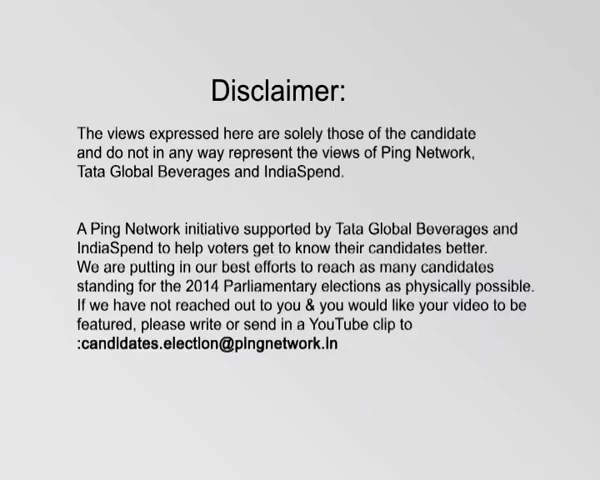 Disclaimer:
The views expressed here are solely those of the candidate
and do not in any way represent the views of Ping Network,
Tata Global Beverages and IndiaSpend.
A Ping Network initiative supported by Tata Global Beverages and
IndiaSpend to help voters get to know their candidates better.
We are putting in our best efforts to reach as many candidates
standing for the 2014 Parliamentary elections as physically possible.
If we have not reached out to you & you would like your video to be
featured, please write or send in a YouTube clip to
:candidates.election@pingnetwork.in